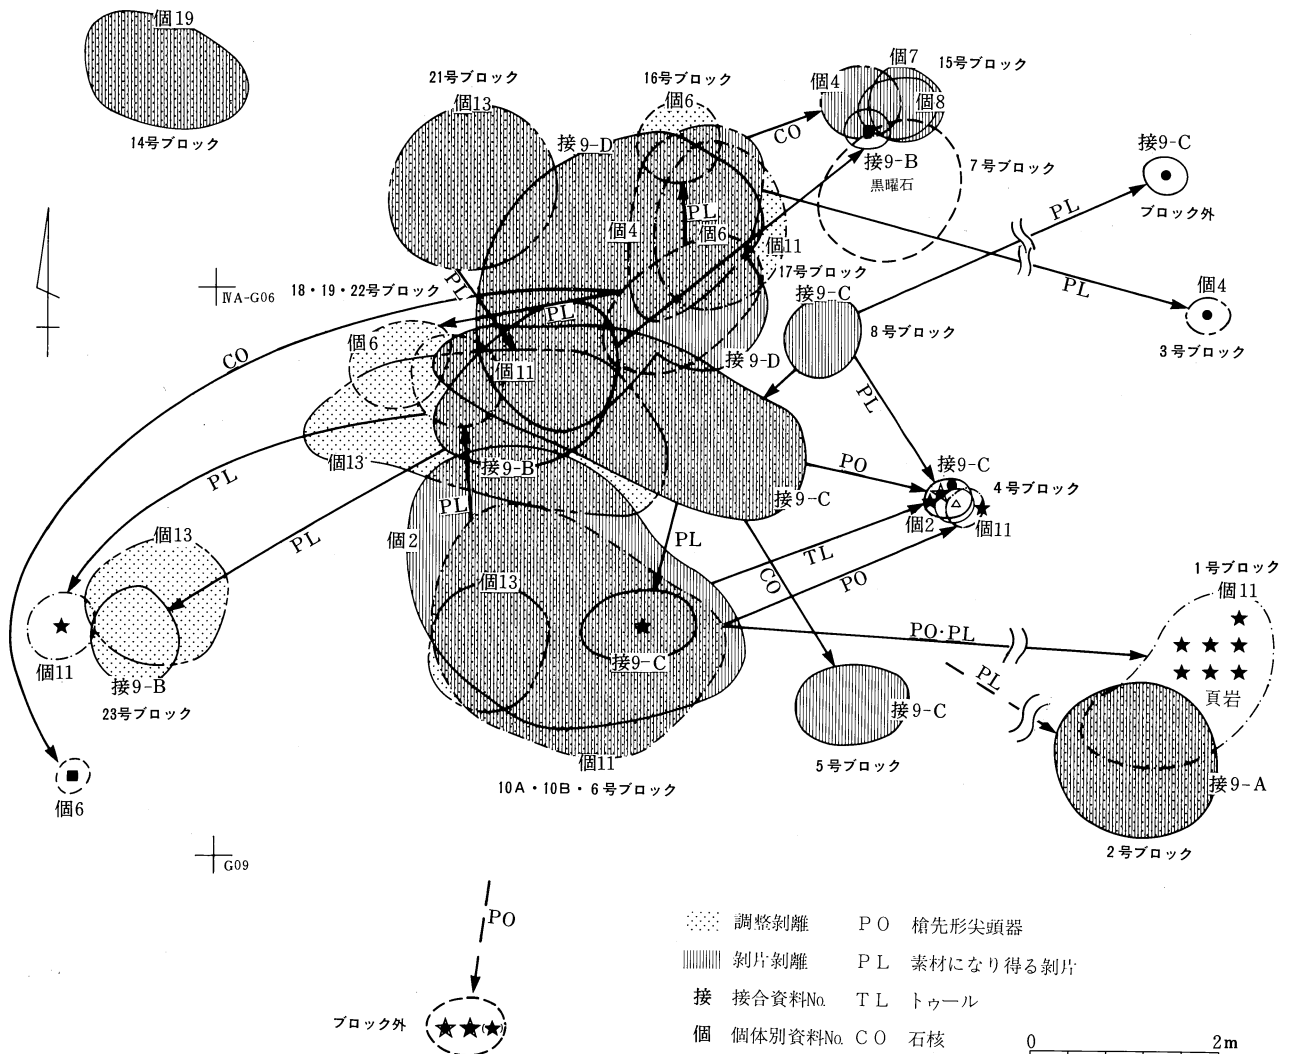 個19
14号ブロック
21号ブロック
個13
16号ブロック
個6
接9-D
個4
個7
15号ブロック
個8
CO
接9-B
黒曜石
7号ブロック
接9-C
ブロック外
PL
PL
個4
3号ブロック
個4
PL
個6
個11
17号ブロック
接9-C
8号ブロック
ⅣA-G06
18・19・22号ブロック
PL
PL
CO
個6
個11
接9-D
PL
個13
接9-B
接9-C
PO
接9-C
4号ブロック
個2
個11
PL
PL
PL
個2
個13
PL
接9-C
TL
CO
PO
PO・PL
1号ブロック
個11
頁岩
PL
個13
個11
接9-B
23号ブロック
個6
個11
10A・10B・6号ブロック
接9-C
5号ブロック
接9-A
2号ブロック
G09
PO
ブロック外
調整剝離 PO 槍先形尖頭器
剝片剝離 PL 素材になり得る剝片
接 接合資料No. TL トゥール
個 個体別資料No. CO 石核
0 2m